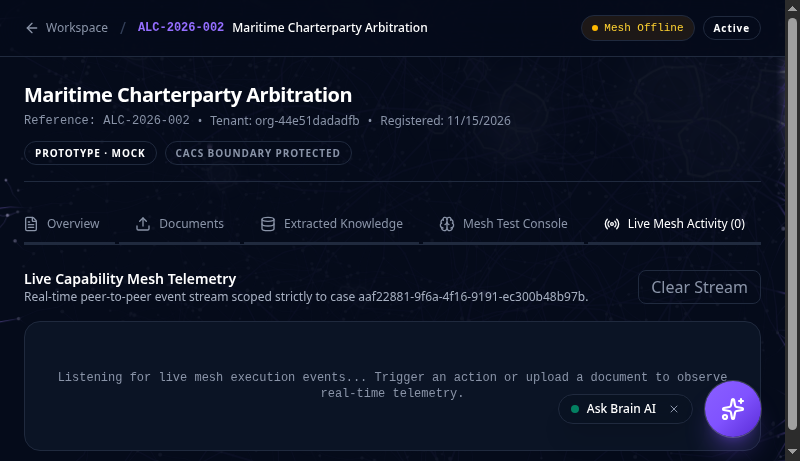 Workspace / ALC-2026-002 Maritime Charterparty Arbitration
Mesh Offline
Active
Maritime Charterparty Arbitration
Reference: ALC-2026-002 • Tenant: org-44e51dadadfb • Registered: 11/15/2026
PROTOTYPE · MOCK
CACS BOUNDARY PROTECTED
Overview
Documents
Extracted Knowledge
Mesh Test Console
Live Mesh Activity (0)
Live Capability Mesh Telemetry
Real-time peer-to-peer event stream scoped strictly to case aaf22881-9f6a-4f16-9191-ec300b48b97b.
Clear Stream
Listening for live mesh execution events... Trigger an action or upload a document to observe
real-time telemetry.
Ask Brain AI